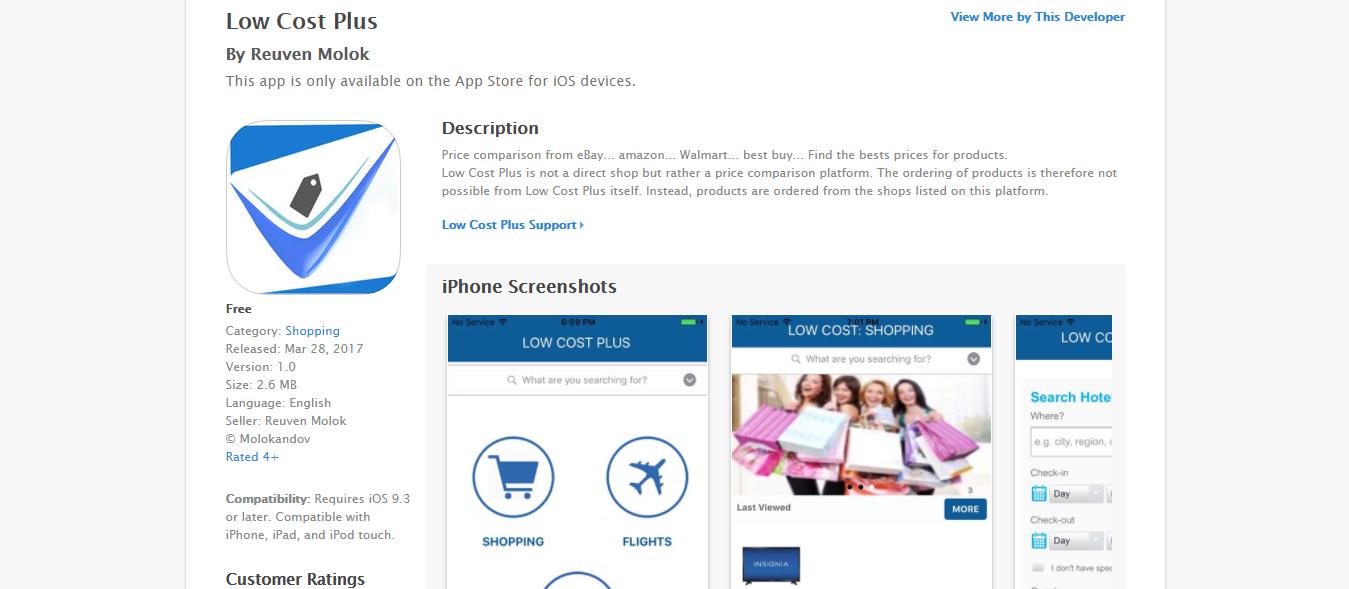 Low Cost Plus
View More by This Developer
By Reuven Molok
This app is only available on the App Store for iOS devices.
Description
Price comparison from eBay... amazon... Walmart... best buy... Find the bests prices for products.
Low Cost Plus is not a direct shop but rather a price comparison platform. The ordering of products is therefore not
possible from Low Cost Plus itself. Instead, products are ordered from the shops listed on this platform.
Low Cost Plus Support
Free
Category: Shopping
Released: Mar 28, 2017
Version: 1.0
Size: 2.6 MB
Language: English
Seller: Reuven Molok
© Molokandov
Rated 4+
Compatibility: Requires iOS 9.3
or later. Compatible with
iPhone, iPad, and iPod touch.
Customer Ratings
iPhone Screenshots
No Service 6:59 PM
LOW COST PLUS
What are you searching for?
SHOPPING
FLIGHTS
No Service 7:01 PM
LOW COST: SHOPPING
What are you searching for?
3
Last Viewed
MORE
INSIGNIA
No Service
LOW CO
Search Hote
Where?
e.g. city, region,
Check-in
Day
Check-out
Day
I don't have spec